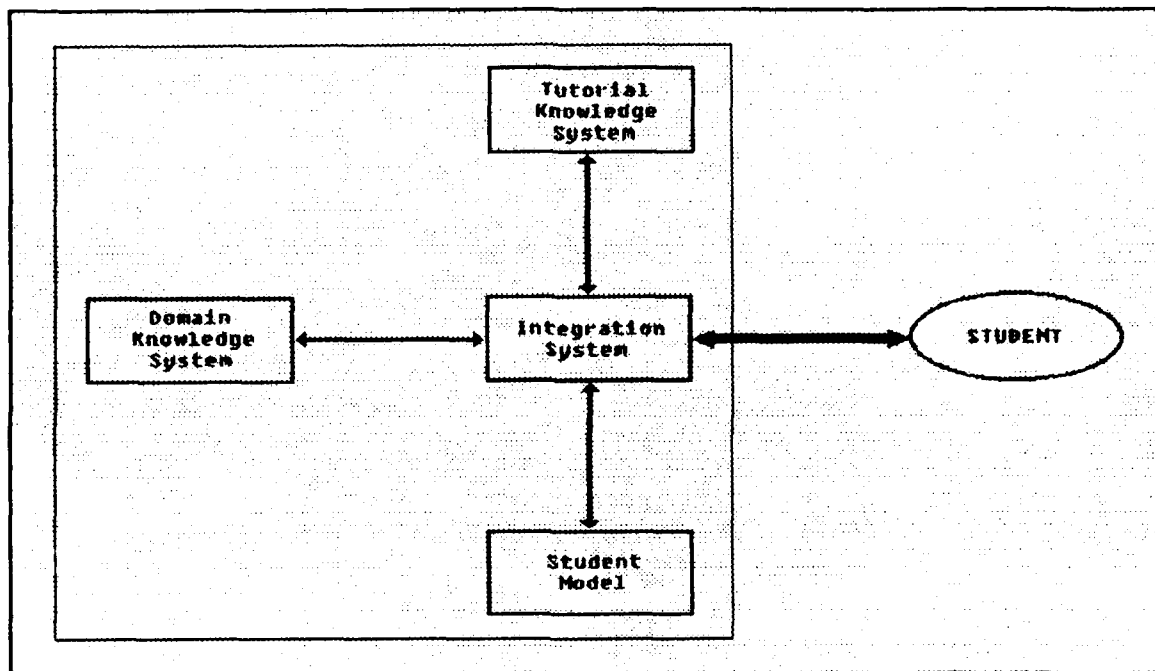 Tutorial
Knowledge
System
Domain
Knowledge
System
Integration
System
STUDENT
Student
Model